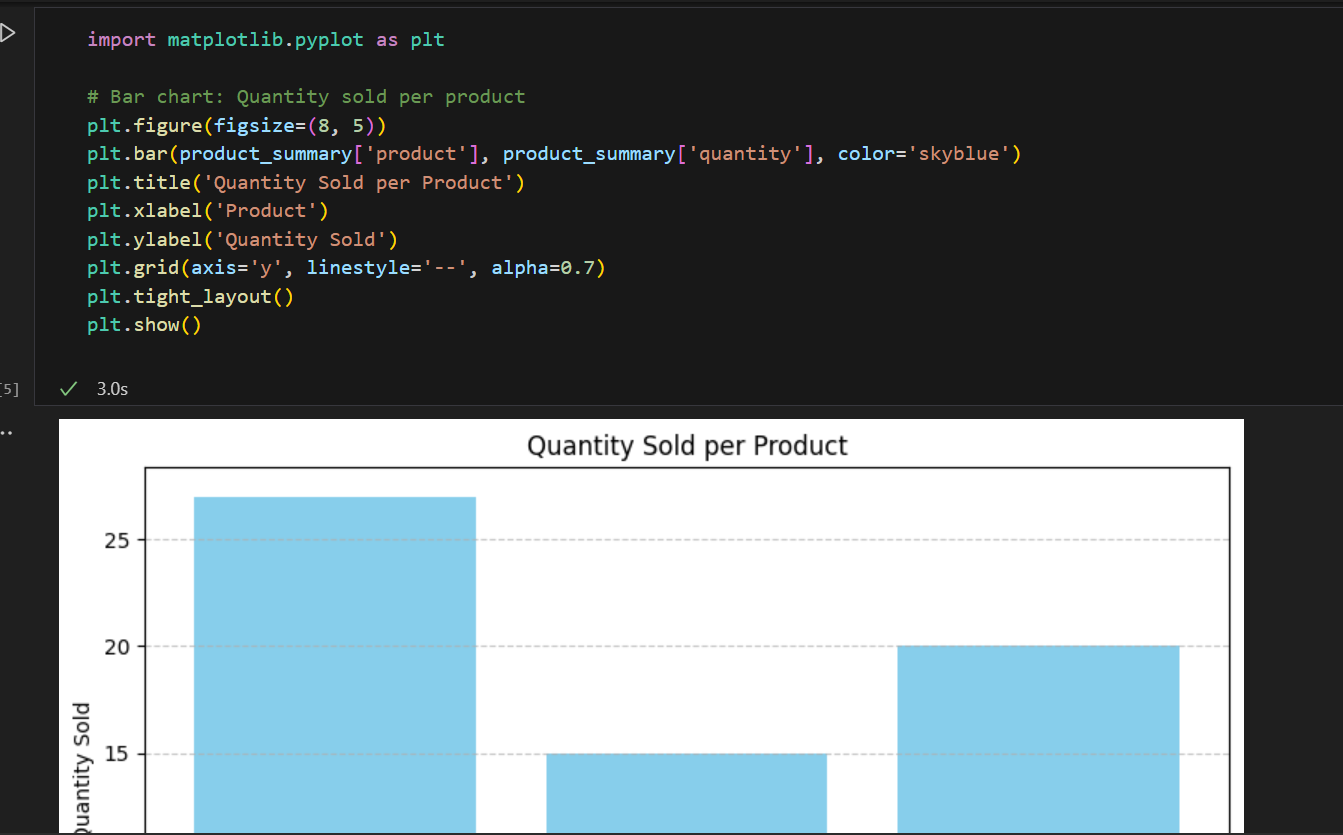 import matplotlib.pyplot as plt
# Bar chart: Quantity sold per product
plt.figure(figsize=(8, 5))
plt.bar(product_summary['product'], product_summary['quantity'], color='skyblue')
plt.title('Quantity Sold per Product')
plt.xlabel('Product')
plt.ylabel('Quantity Sold')
plt.grid(axis='y', linestyle='--', alpha=0.7)
plt.tight_layout()
plt.show()
[5]
3.0s
Quantity Sold per Product
25
20
15
Quantity Sold